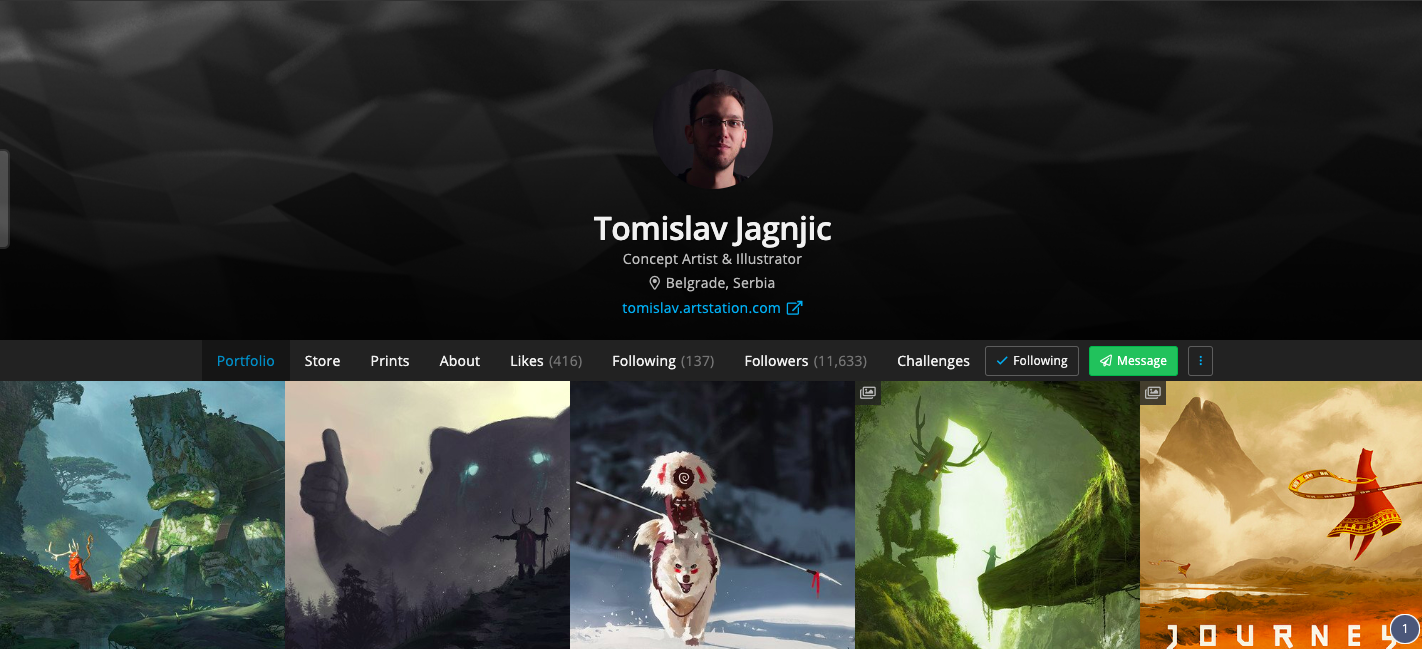 Tomislav Jagnjic
Concept Artist & Illustrator
Belgrade, Serbia
tomislav.artstation.com
Portfolio Store Prints About Likes (416) Following (137) Followers (11,633) Challenges Following Message
JOURNEY
1